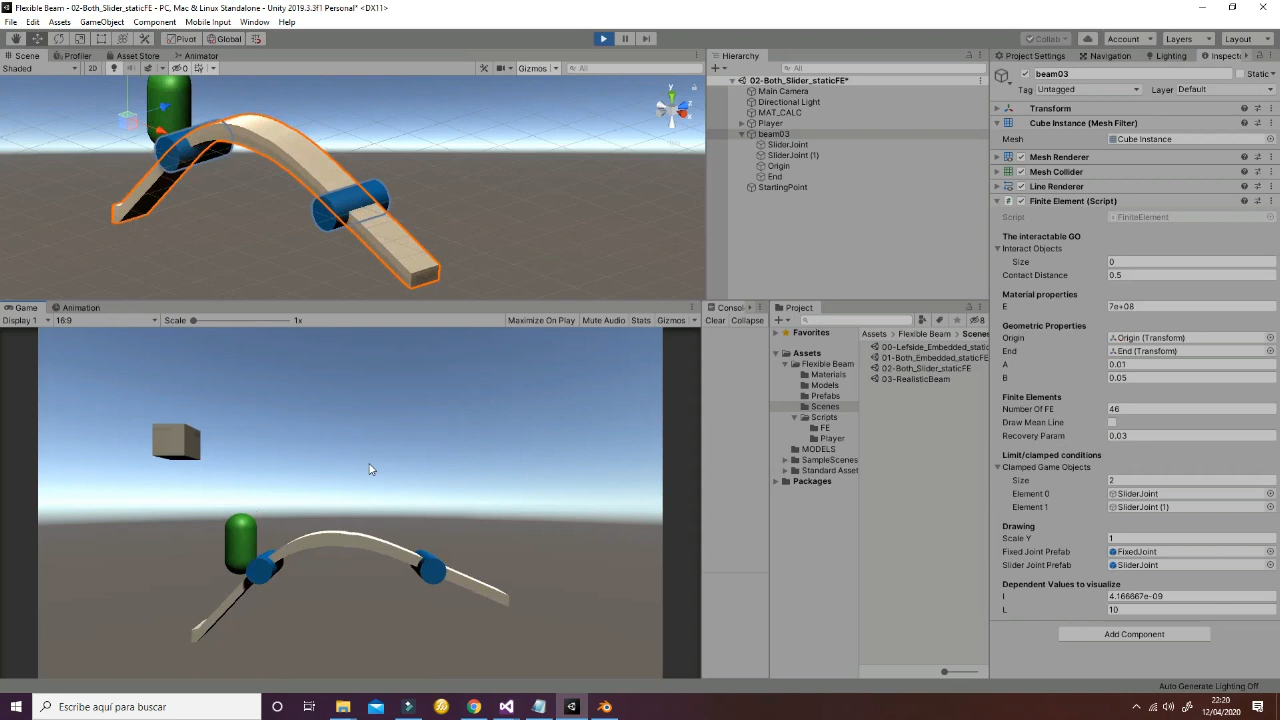 Flexible Beam - Both_Slider_staticFE - PC, Mac & Linux Standalone - Unity 2019.3.3f1 Personal* <DX11>
File Edit Assets GameObject Component Mobile Input Window Help
Pivot Global Collab Account Layers Layout
Scene Profiler Asset Store Animator
Shaded 2D 0 Gizmos All
y x z
Hierarchy
All
02-Both_Slider_staticFE*
Main Camera
Directional Light
MAT_CALC
Player
beam03
SliderJoint
SliderJoint (1)
Origin
End
StartingPoint
Game Animation
Display 1 16:9 Scale 1x Maximize On Play Mute Audio Stats Gizmos
Consol
Clear Collapse
Project
8
Favorites
Assets
Flexible Beam
Materials
Models
Prefabs
Scenes
Scripts
FE
Player
MODELS
SampleScenes
Standard Asset
Packages
Assets Flexible Beam Scenes
00-Lefside_Embedded_static
01-Both_Embedded_staticFE
02-Both_Slider_staticFE
03-RealisticBeam
Project Settings Navigation Lighting Inspect
beam03 Static
Tag Untagged Layer Default
Transform
Cube Instance (Mesh Filter)
Mesh Cube Instance
Mesh Renderer
Mesh Collider
Line Renderer
Finite Element (Script)
Script FiniteElement
The interactable GO
Interact Objects
Size 0
Contact Distance 0.5
Material properties
E 7e+08
Geometric Properties
Origin Origin (Transform)
End End (Transform)
A 0.01
B 0.05
Finite Elements
Number Of FE 46
Draw Mean Line
Recovery Param 0.03
Limit/clamped conditions
Clamped Game Objects
Size 2
Element 0 SliderJoint
Element 1 SliderJoint (1)
Drawing
Scale Y 1
Fixed Joint Prefab FixedJoint
Slider Joint Prefab SliderJoint
Dependent Values to visualize
I 4.166667e-09
L 10
Add Component
Auto Generate Lighting Off
Escribe aquí para buscar
22:20
12/04/2020